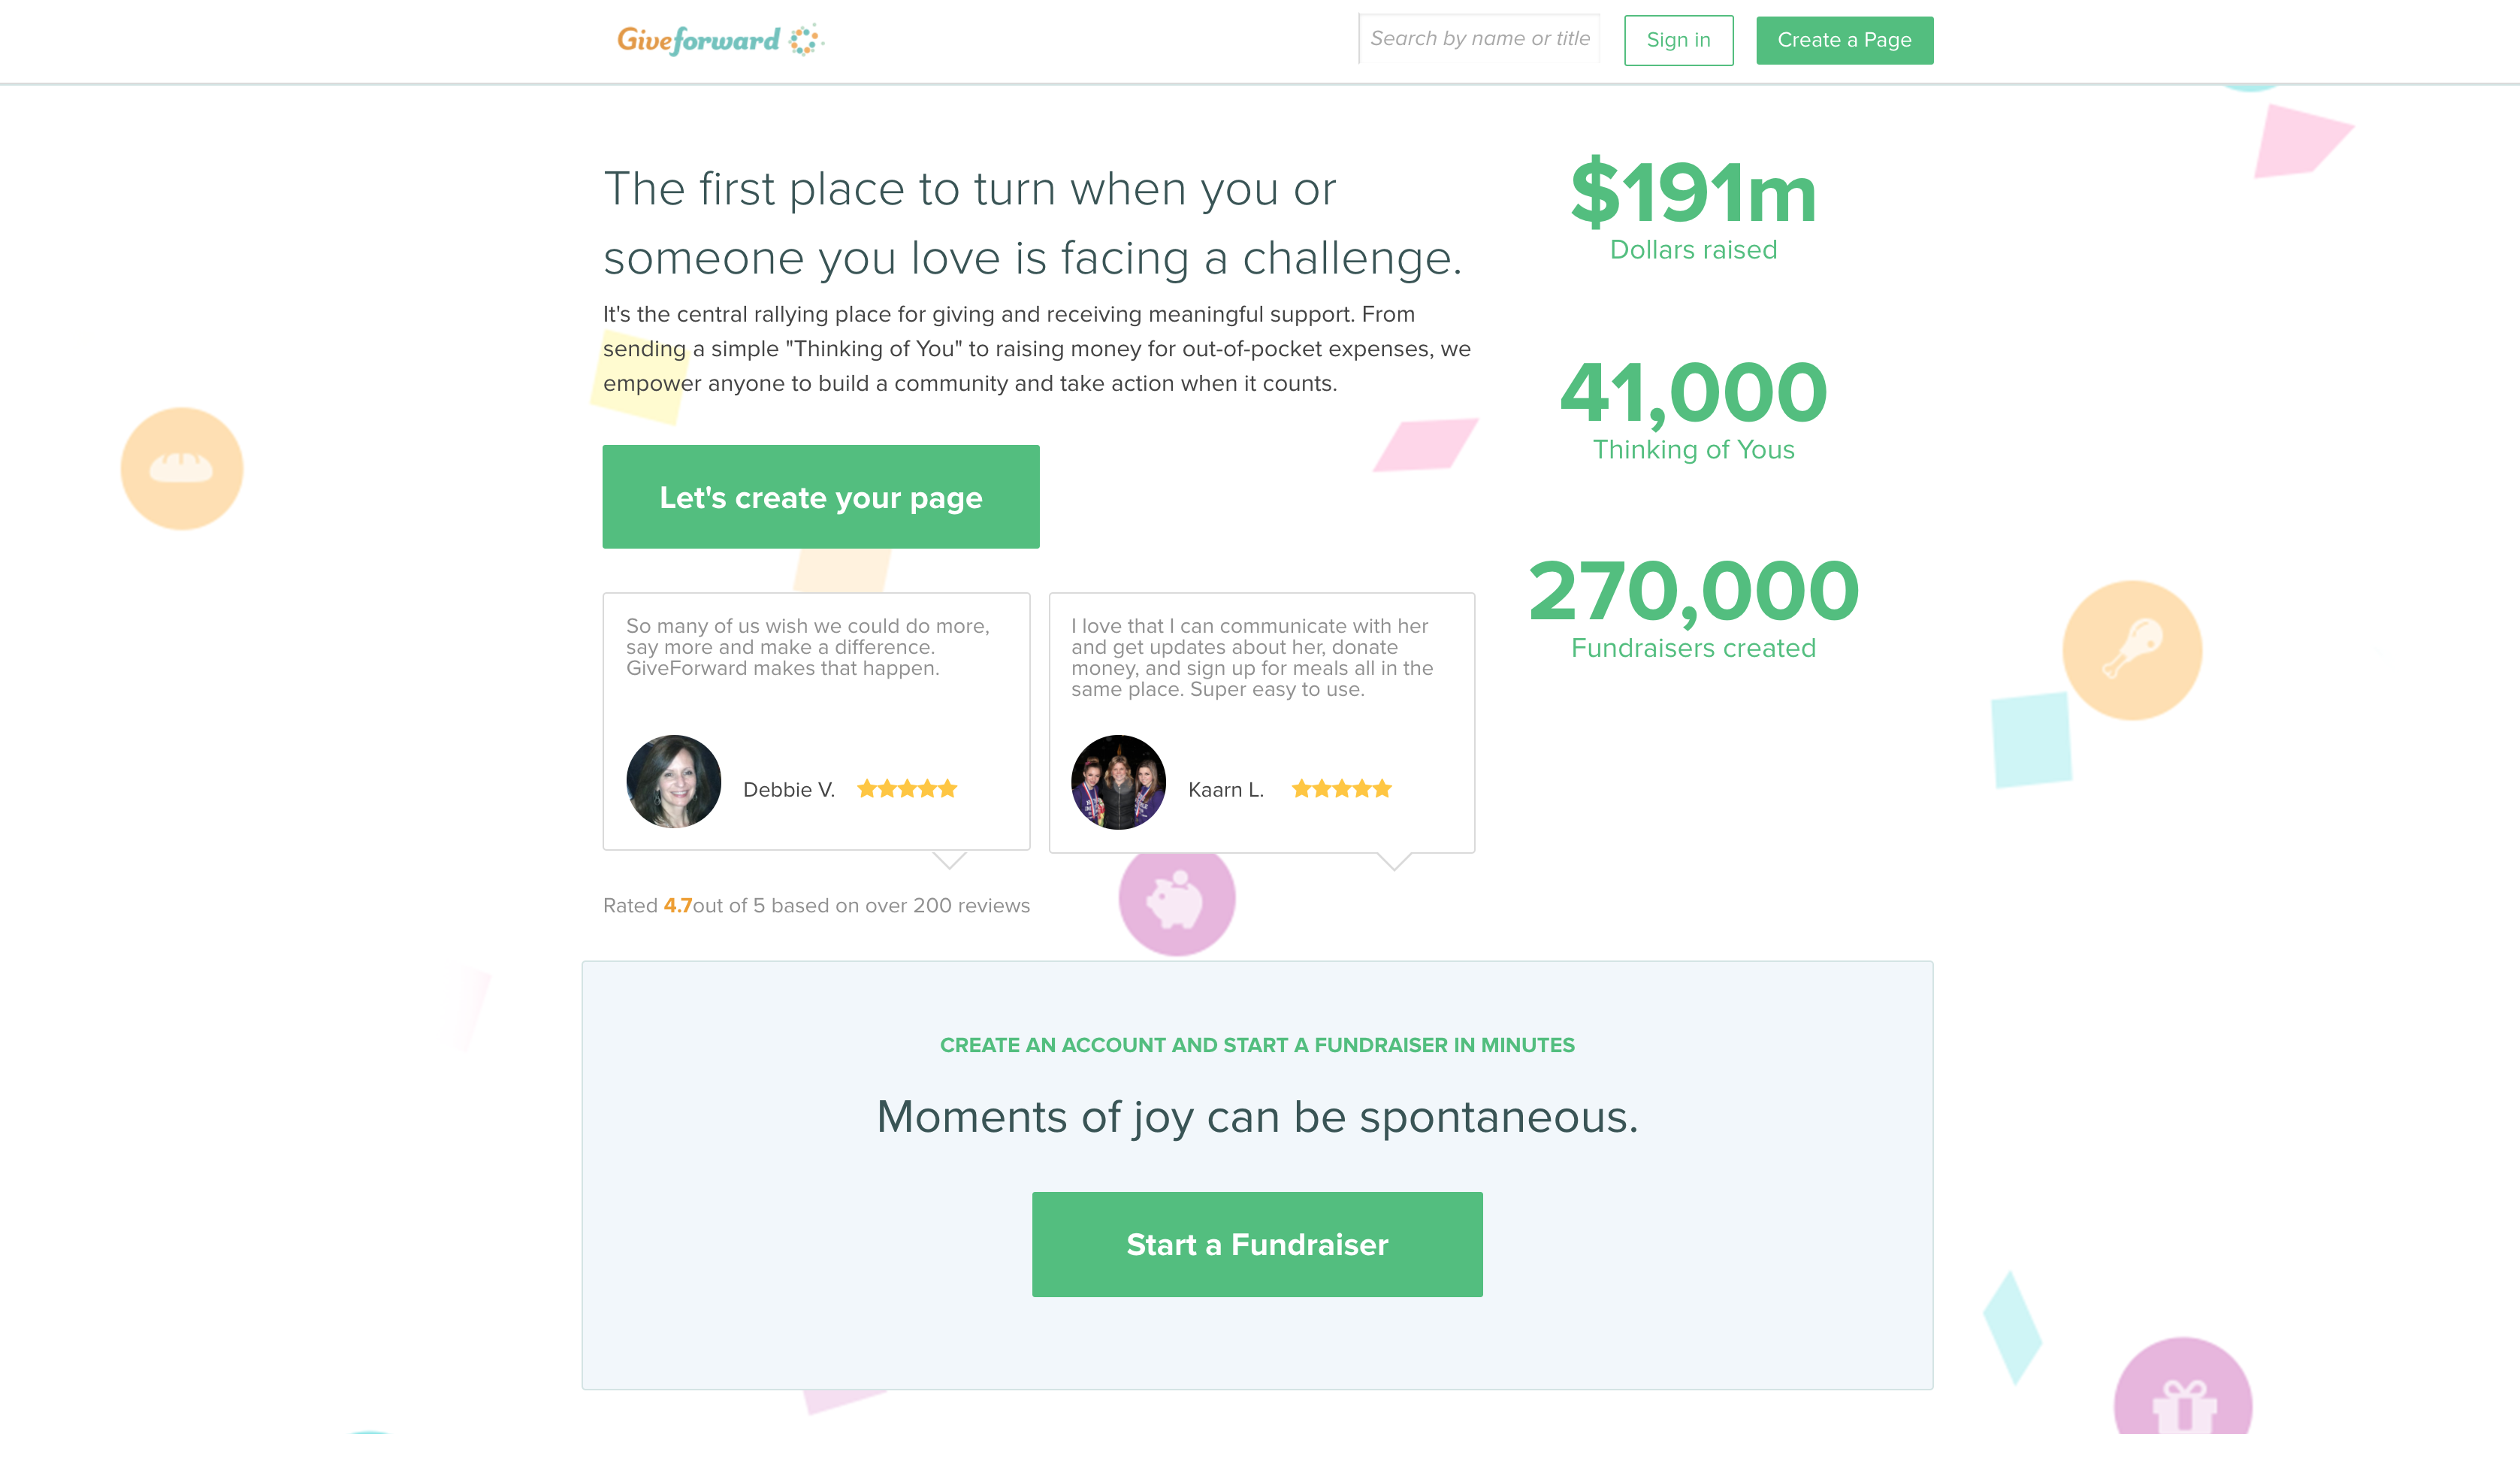 Giveforward
Search by name or title
Sign in
Create a Page
The first place to turn when you or
someone you love is facing a challenge.
It's the central rallying place for giving and receiving meaningful support. From
sending a simple "Thinking of You" to raising money for out-of-pocket expenses, we
empower anyone to build a community and take action when it counts.
Let's create your page
$191m
Dollars raised
41,000
Thinking of Yous
270,000
Fundraisers created
So many of us wish we could do more,
say more and make a difference.
GiveForward makes that happen.
Debbie V.
I love that I can communicate with her
and get updates about her, donate
money, and sign up for meals all in the
same place. Super easy to use.
Kaarn L.
Rated 4.7out of 5 based on over 200 reviews
CREATE AN ACCOUNT AND START A FUNDRAISER IN MINUTES
Moments of joy can be spontaneous.
Start a Fundraiser